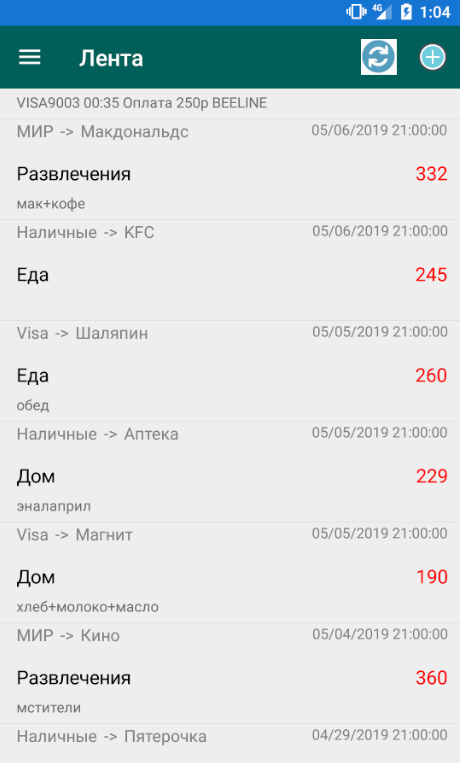 4G 1:04
Лента
VISA9003 00:35 Оплата 250р BEELINE
МИР -> Макдональдс 05/06/2019 21:00:00
Развлечения 332
мак+кофе
Наличные -> KFC 05/06/2019 21:00:00
Еда 245
Visa -> Шаляпин 05/05/2019 21:00:00
Еда 260
обед
Наличные -> Аптека 05/05/2019 21:00:00
Дом 229
эналаприл
Visa -> Магнит 05/05/2019 21:00:00
Дом 190
хлеб+молоко+масло
МИР -> Кино 05/04/2019 21:00:00
Развлечения 360
мстители
Наличные -> Пятерочка 04/29/2019 21:00:00